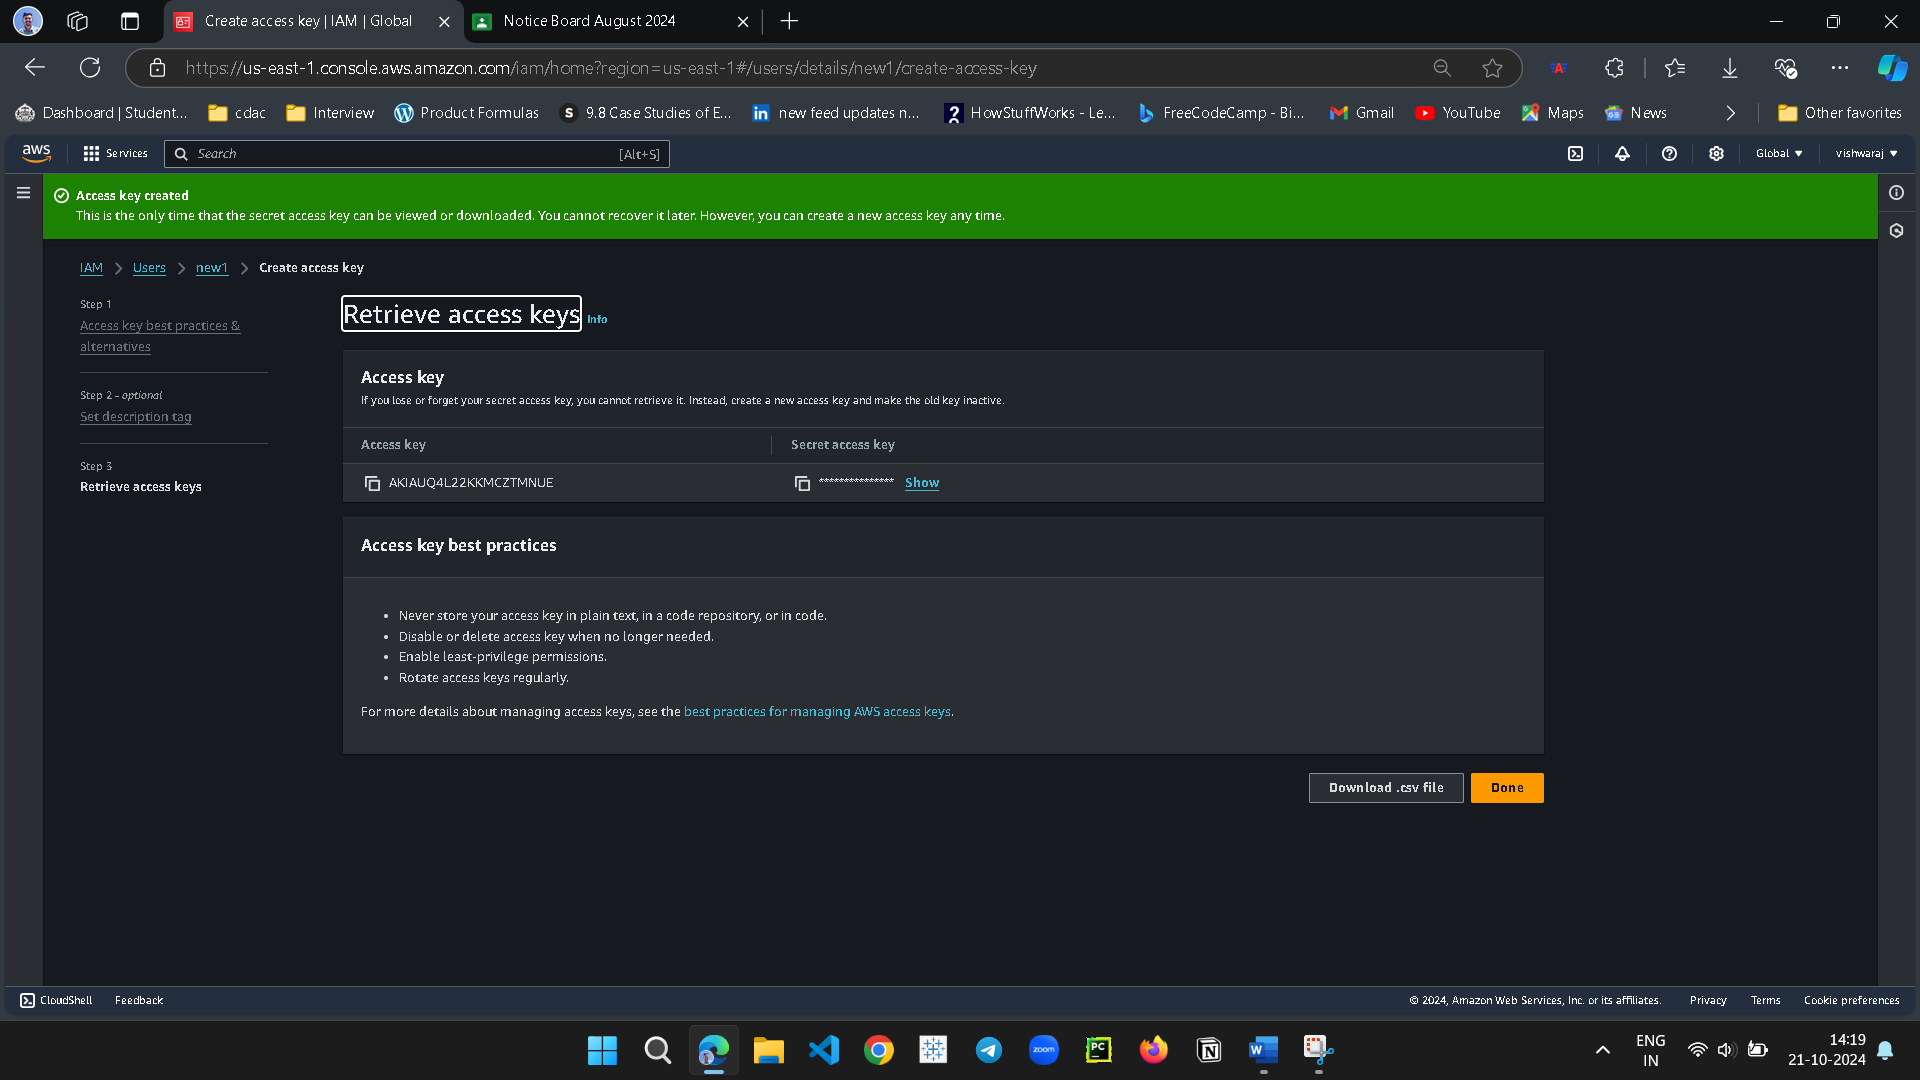 Create access key | IAM | Global
Notice Board August 2024
https://us-east-1.console.aws.amazon.com/iam/home?region=us-east-1#/users/details/new1/create-access-key
Dashboard | Student...
cdac
Interview
Product Formulas
9.8 Case Studies of E...
new feed updates n...
HowStuffWorks - Le...
FreeCodeCamp - Bi...
Gmail
YouTube
Maps
News
Other favorites
aws
Services
Search
[Alt+S]
Global
vishwaraj
Access key created
This is the only time that the secret access key can be viewed or downloaded. You cannot recover it later. However, you can create a new access key any time.
IAM
Users
new1
Create access key
Step 1
Access key best practices &
alternatives
Step 2 - optional
Set description tag
Step 3
Retrieve access keys
Retrieve access keys Info
Access key
If you lose or forget your secret access key, you cannot retrieve it. Instead, create a new access key and make the old key inactive.
Access key
Secret access key
AKIAUQ4L22KKMCZTMNUE
*************** Show
Access key best practices
• Never store your access key in plain text, in a code repository, or in code.
• Disable or delete access key when no longer needed.
• Enable least-privilege permissions.
• Rotate access keys regularly.
For more details about managing access keys, see the best practices for managing AWS access keys.
Download .csv file
Done
CloudShell
Feedback
© 2024, Amazon Web Services, Inc. or its affiliates.
Privacy
Terms
Cookie preferences
zoom
PC
ENG
IN
14:19
21-10-2024